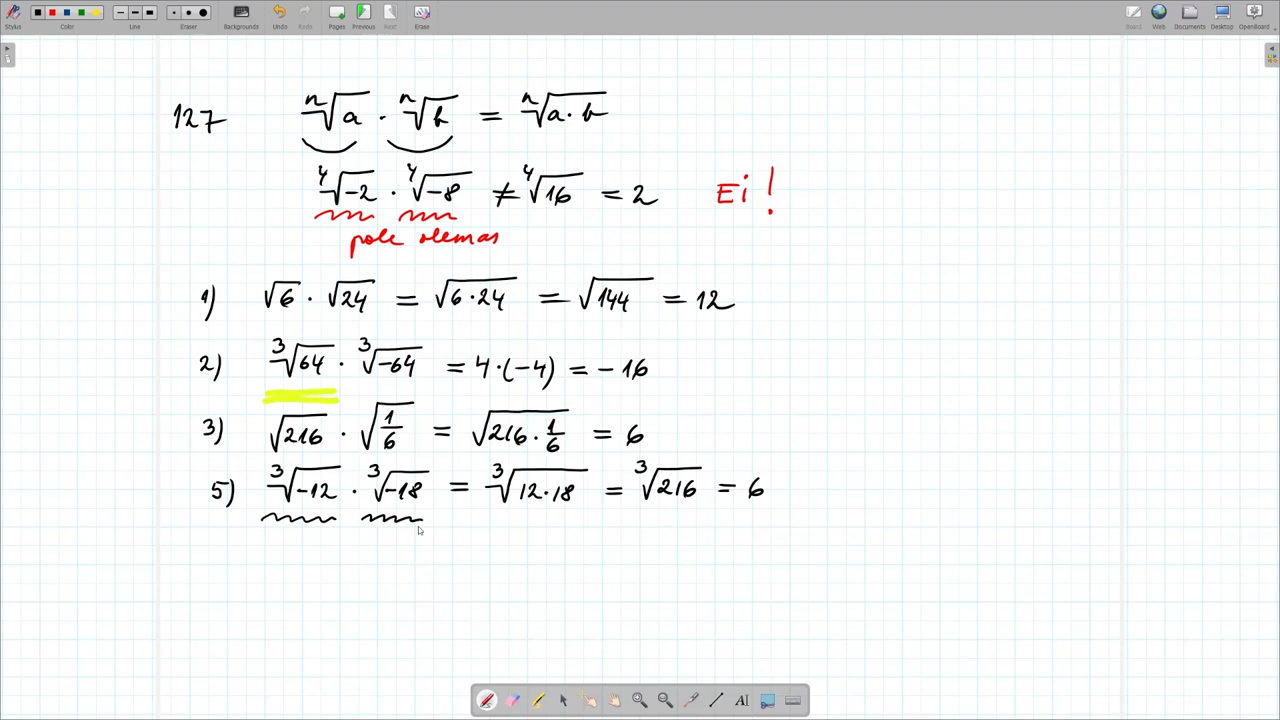 Stylus Color Line Eraser Backgrounds Undo Redo Pages Previous Next Erase Board Web Documents Desktop OpenBoard
127 ⁿ√a · ⁿ√b = ⁿ√a·b
⁴√-2 · ⁴√-8 ≠ ⁴√16 = 2 Ei!
pole olemas
1) √6 · √24 = √6·24 = √144 = 12
2) ³√64 · ³√-64 = 4·(-4) = -16
3) √216 · √1/6 = √216·1/6 = 6
5) ³√-12 · ³√-18 = ³√12·18 = ³√216 = 6
AI